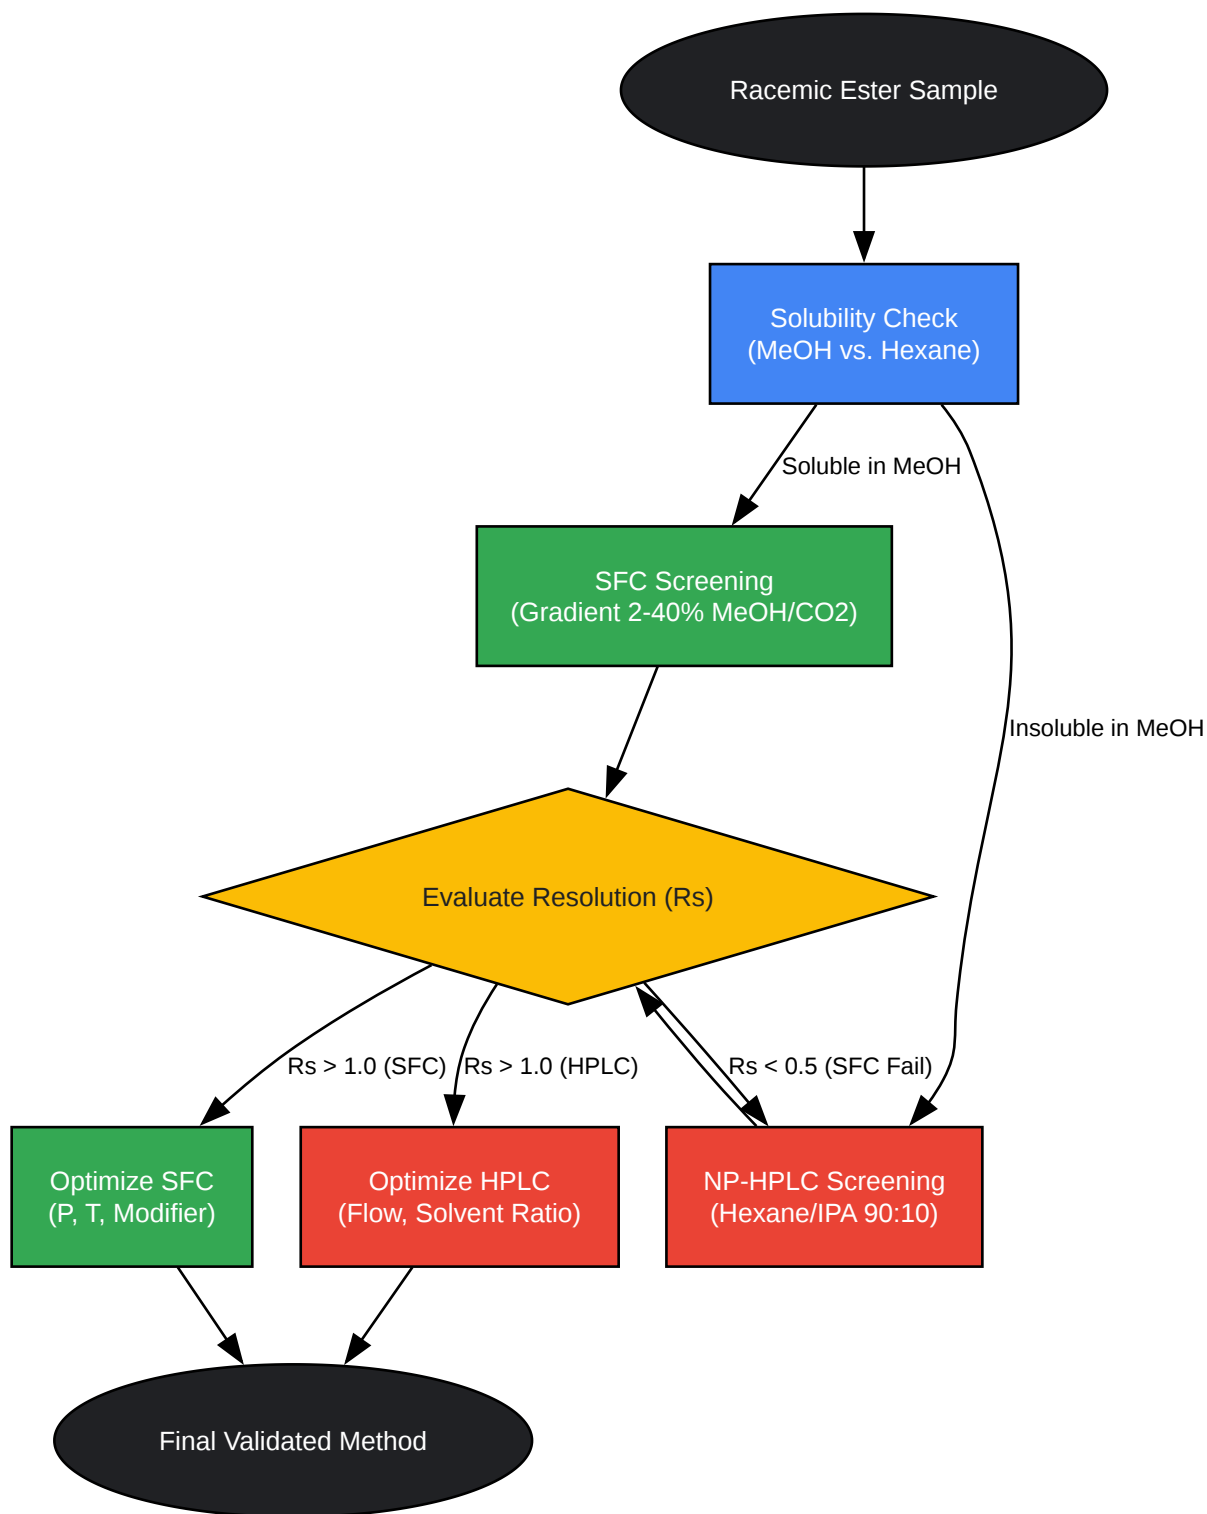 Racemic Ester Sample
Solubility Check
(MeOH vs. Hexane)
Soluble in MeOH
SFC Screening
(Gradient 2-40% MeOH/CO2)
Insoluble in MeOH
Evaluate Resolution (Rs)
Rs > 1.0 (SFC)
Rs > 1.0 (HPLC)
Rs < 0.5 (SFC Fail)
Optimize SFC
(P, T, Modifier)
Optimize HPLC
(Flow, Solvent Ratio)
NP-HPLC Screening
(Hexane/IPA 90:10)
Final Validated Method